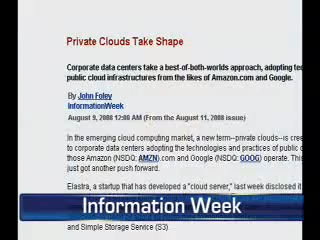 Private Clouds Take Shape
Corporate data centers take a best-of-both-worlds approach, adopting
public cloud infrastructures from the likes of Amazon.com and Google.
By John Foley
InformationWeek
August 9, 2008 12:00 AM (From the August 11, 2008 issue)
In the emerging cloud computing market, a new term--private clouds--is
to corporate data centers adopting the technologies and practices of public
those Amazon (NSDQ: AMZN).com and Google (NSDQ: GOOG) operate. This
just got another push forward.
Elastra, a startup that has developed a "cloud server," last week disclosed it
Information Week
and Simple Storage Service (S3)